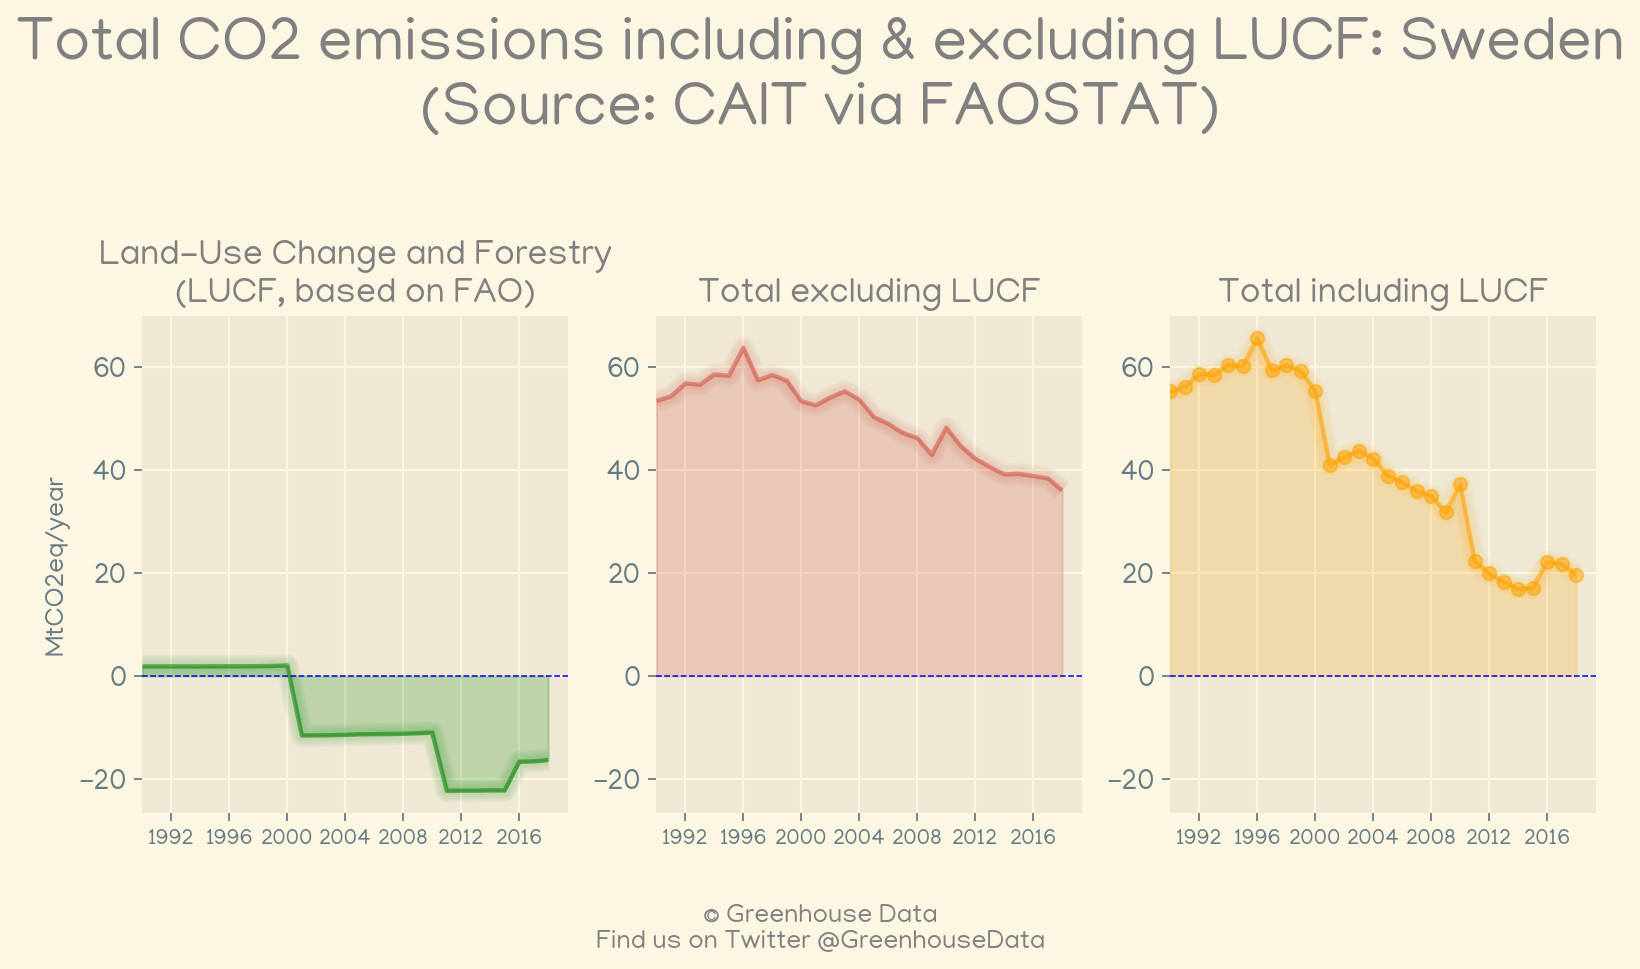 Total CO2 emissions including & excluding LUCF: Sweden
(Source: CAIT via FAOSTAT)
Land-Use Change and Forestry
(LUCF, based on FAO)
Total excluding LUCF
Total including LUCF
MtCO2eq/year
60
40
20
0
−20
1992 1996 2000 2004 2008 2012 2016
60
40
20
0
−20
1992 1996 2000 2004 2008 2012 2016
60
40
20
0
−20
1992 1996 2000 2004 2008 2012 2016
© Greenhouse Data
Find us on Twitter @GreenhouseData